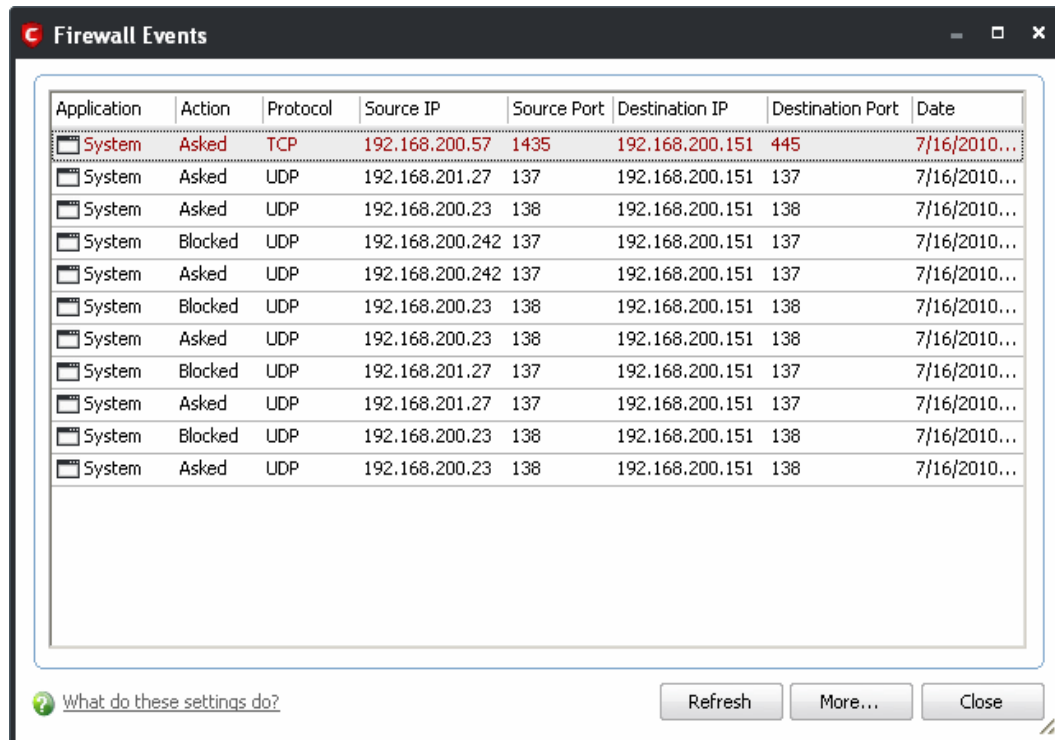 Firewall Events
Application Action Protocol Source IP Source Port Destination IP Destination Port Date
System Asked TCP 192.168.200.57 1435 192.168.200.151 445 7/16/2010...
System Asked UDP 192.168.201.27 137 192.168.200.151 137 7/16/2010...
System Asked UDP 192.168.200.23 138 192.168.200.151 138 7/16/2010...
System Blocked UDP 192.168.200.242 137 192.168.200.151 137 7/16/2010...
System Asked UDP 192.168.200.242 137 192.168.200.151 137 7/16/2010...
System Blocked UDP 192.168.200.23 138 192.168.200.151 138 7/16/2010...
System Asked UDP 192.168.200.23 138 192.168.200.151 138 7/16/2010...
System Blocked UDP 192.168.201.27 137 192.168.200.151 137 7/16/2010...
System Asked UDP 192.168.201.27 137 192.168.200.151 137 7/16/2010...
System Blocked UDP 192.168.200.23 138 192.168.200.151 138 7/16/2010...
System Asked UDP 192.168.200.23 138 192.168.200.151 138 7/16/2010...
What do these settings do? Refresh More... Close